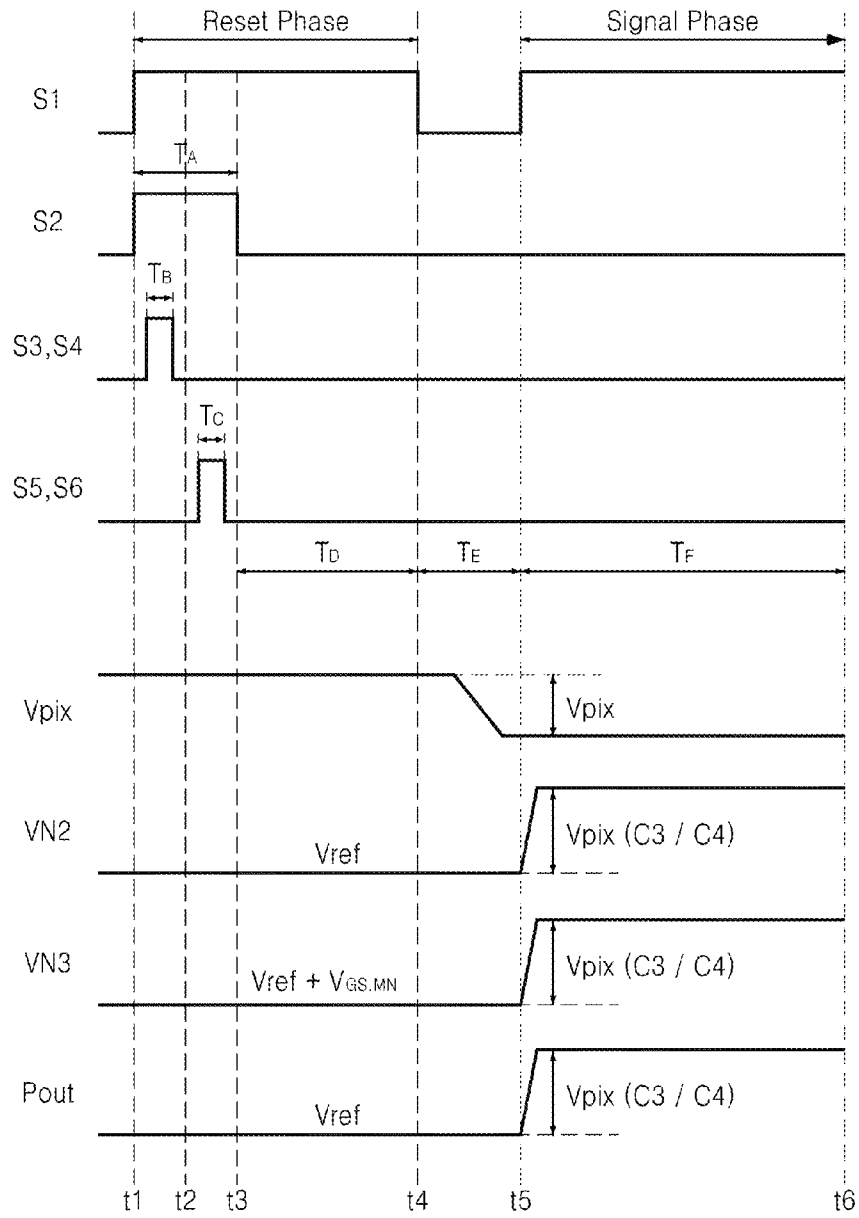 Reset Phase Signal Phase
S1
TA
S2
TB
S3,S4
TC
S5,S6
TD TE TF
Vpix Vpix
VN2 Vref Vpix (C3 / C4)
VN3 Vref + VGS.MN Vpix (C3 / C4)
Pout Vref Vpix (C3 / C4)
t1 t2 t3 t4 t5 t6